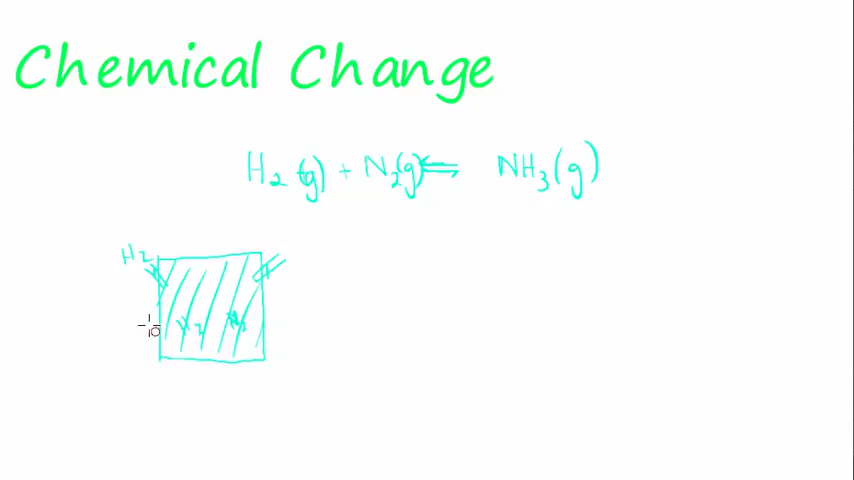 Chemical Change
H2 (g) + N2(g) ⇌ NH3 (g)
H2
H2 N2